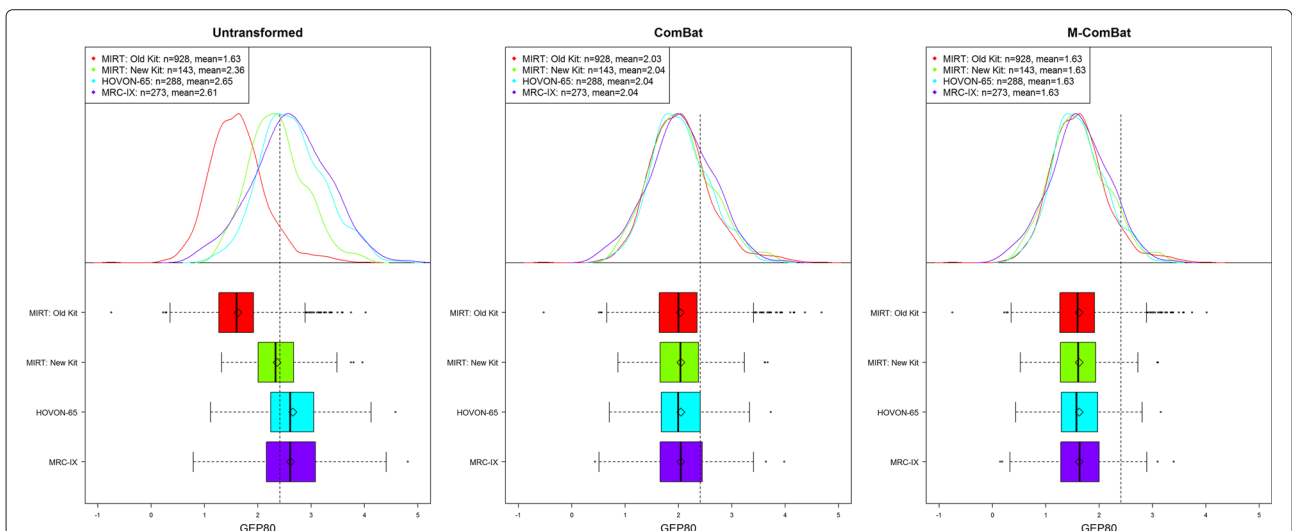 Untransformed
MIRT: Old Kit: n=928, mean=1.63
MIRT: New Kit: n=143, mean=2.36
HOVON-65: n=288, mean=2.65
MRC-IX: n=273, mean=2.61
MIRT: Old Kit
MIRT: New Kit
HOVON-65
MRC-IX
-1 0 1 2 3 4 5
GEP80
ComBat
MIRT: Old Kit: n=928, mean=2.03
MIRT: New Kit: n=143, mean=2.04
HOVON-65: n=288, mean=2.04
MRC-IX: n=273, mean=2.04
MIRT: Old Kit
MIRT: New Kit
HOVON-65
MRC-IX
-1 0 1 2 3 4 5
GEP80
M-ComBat
MIRT: Old Kit: n=928, mean=1.63
MIRT: New Kit: n=143, mean=1.63
HOVON-65: n=288, mean=1.63
MRC-IX: n=273, mean=1.63
MIRT: Old Kit
MIRT: New Kit
HOVON-65
MRC-IX
-1 0 1 2 3 4 5
GEP80